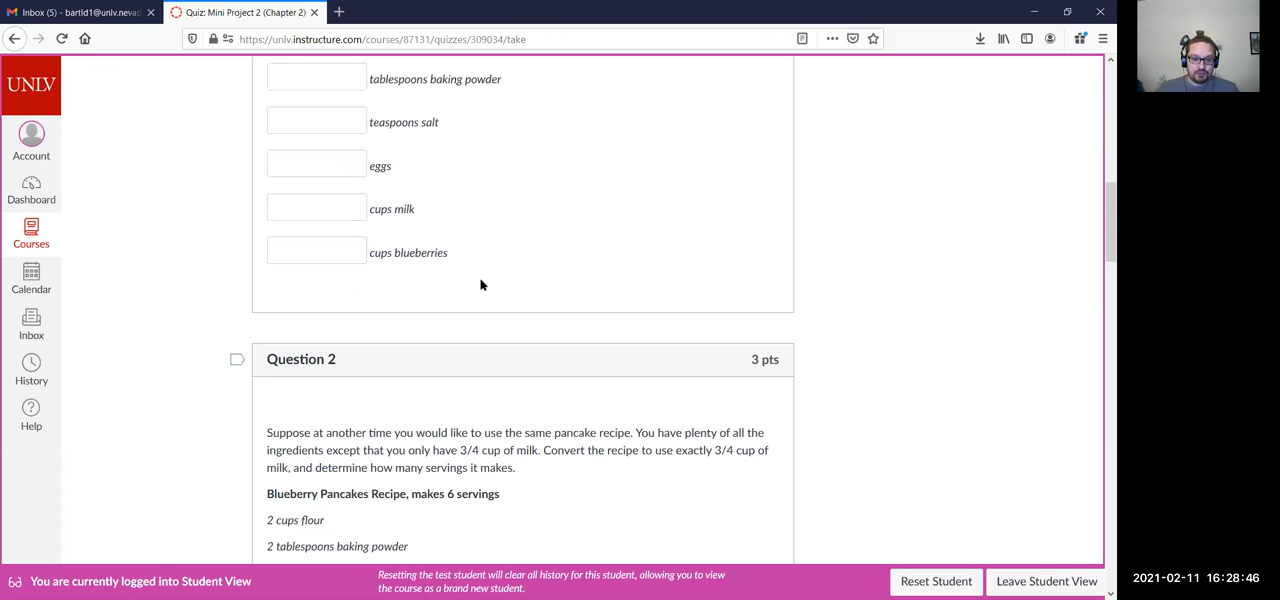 Inbox (5) - bartld1@unlv.nevad
Quiz: Mini Project 2 (Chapter 2)
https://unlv.instructure.com/courses/87131/quizzes/309034/take
UNLV
Account
Dashboard
Courses
Calendar
Inbox
History
Help
tablespoons baking powder
teaspoons salt
eggs
cups milk
cups blueberries
Question 2
3 pts
Suppose at another time you would like to use the same pancake recipe. You have plenty of all the
ingredients except that you only have 3/4 cup of milk. Convert the recipe to use exactly 3/4 cup of
milk, and determine how many servings it makes.
Blueberry Pancakes Recipe, makes 6 servings
2 cups flour
2 tablespoons baking powder
You are currently logged into Student View
Resetting the test student will clear all history for this student, allowing you to view
the course as a brand new student.
Reset Student
Leave Student View
2021-02-11 16:28:46